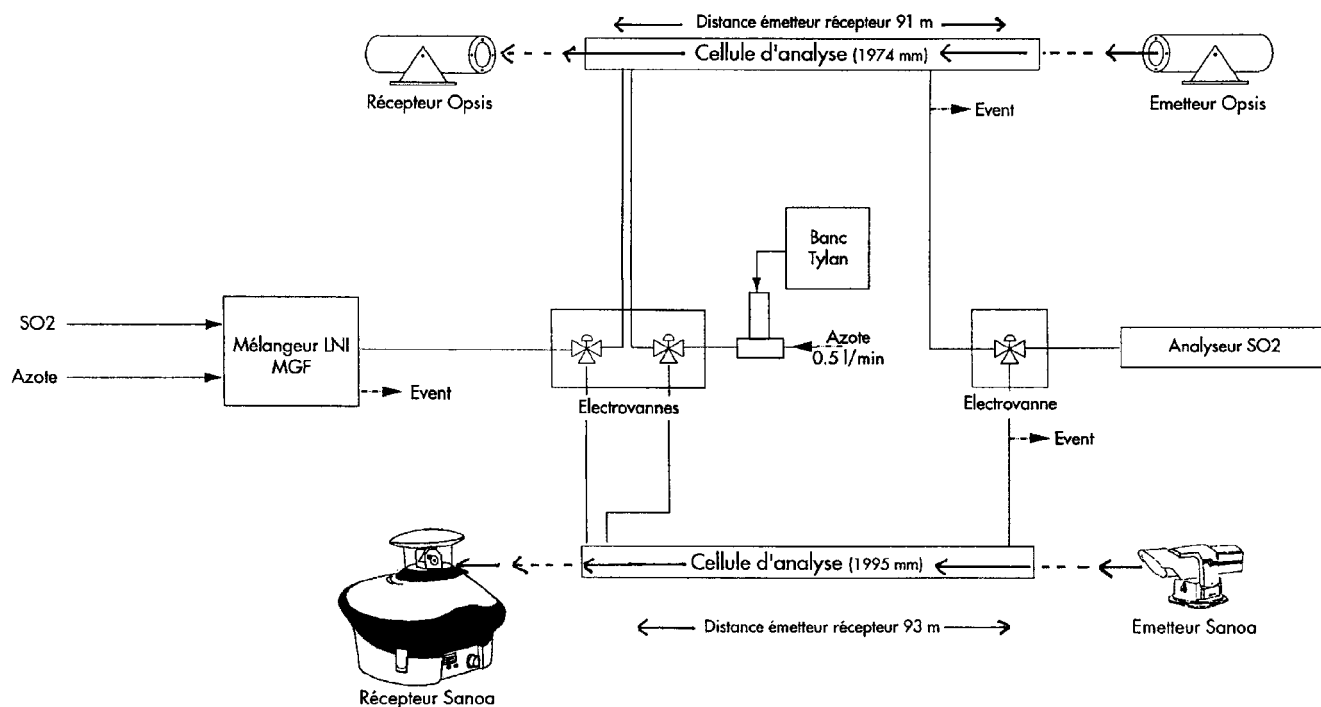 Distance émetteur récepteur 91 m
Cellule d'analyse (1974 mm)
Récepteur Opsis
Emetteur Opsis
Event
Banc
Tylan
SO2
Azote
Mélangeur LNI
MGF
Event
Azote
0.5 l/min
Electrovannes
Electrovanne
Analyseur SO2
Event
Cellule d'analyse (1995 mm)
Distance émetteur récepteur 93 m
Emetteur Sanoa
Récepteur Sanoa